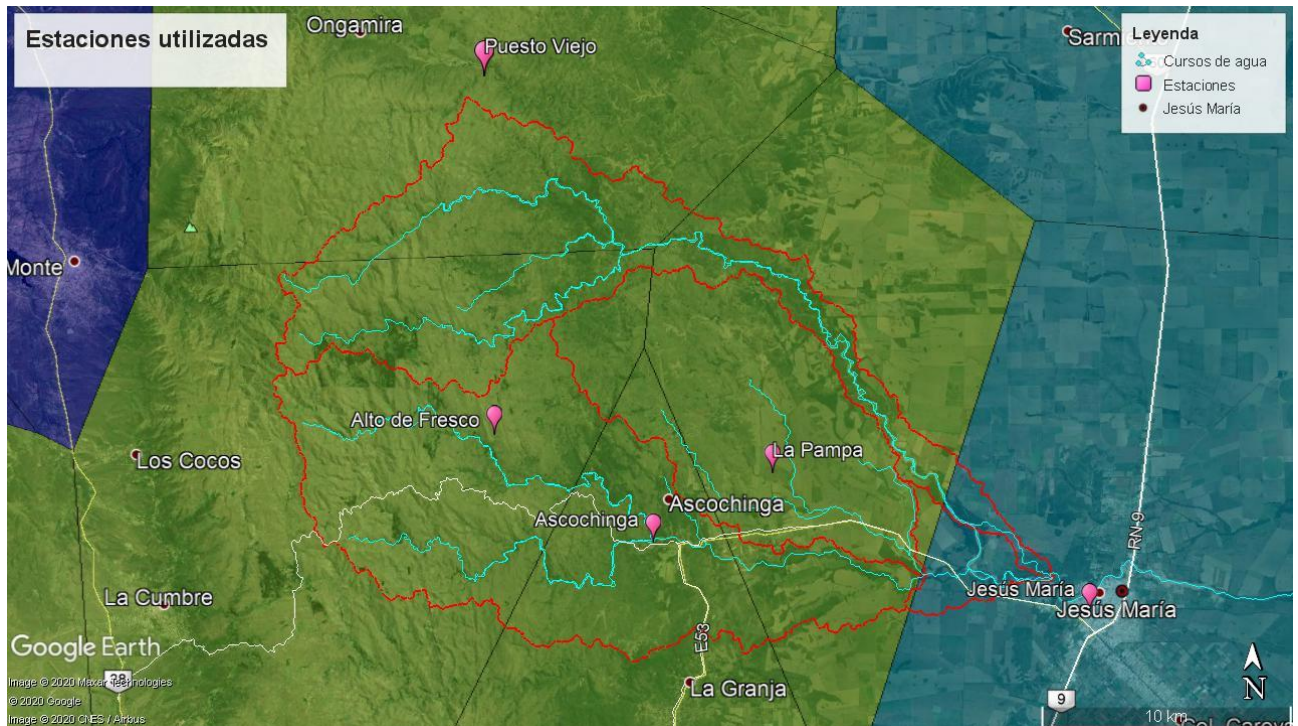 Estaciones utilizadas
Ongamira
Puesto Viejo
Leyenda
Cursos de agua
Estaciones
Jesús María
Monte
Alto de Fresco
Los Cocos
La Pampa
Ascochinga
Ascochinga
La Cumbre
Jesús María
Jesús María
RN-9
E53
La Granja
Google Earth
38
Image © 2020 Maxar Technologies
© 2020 Google
Image © 2020 CNES / Airbus
N
9
10 km